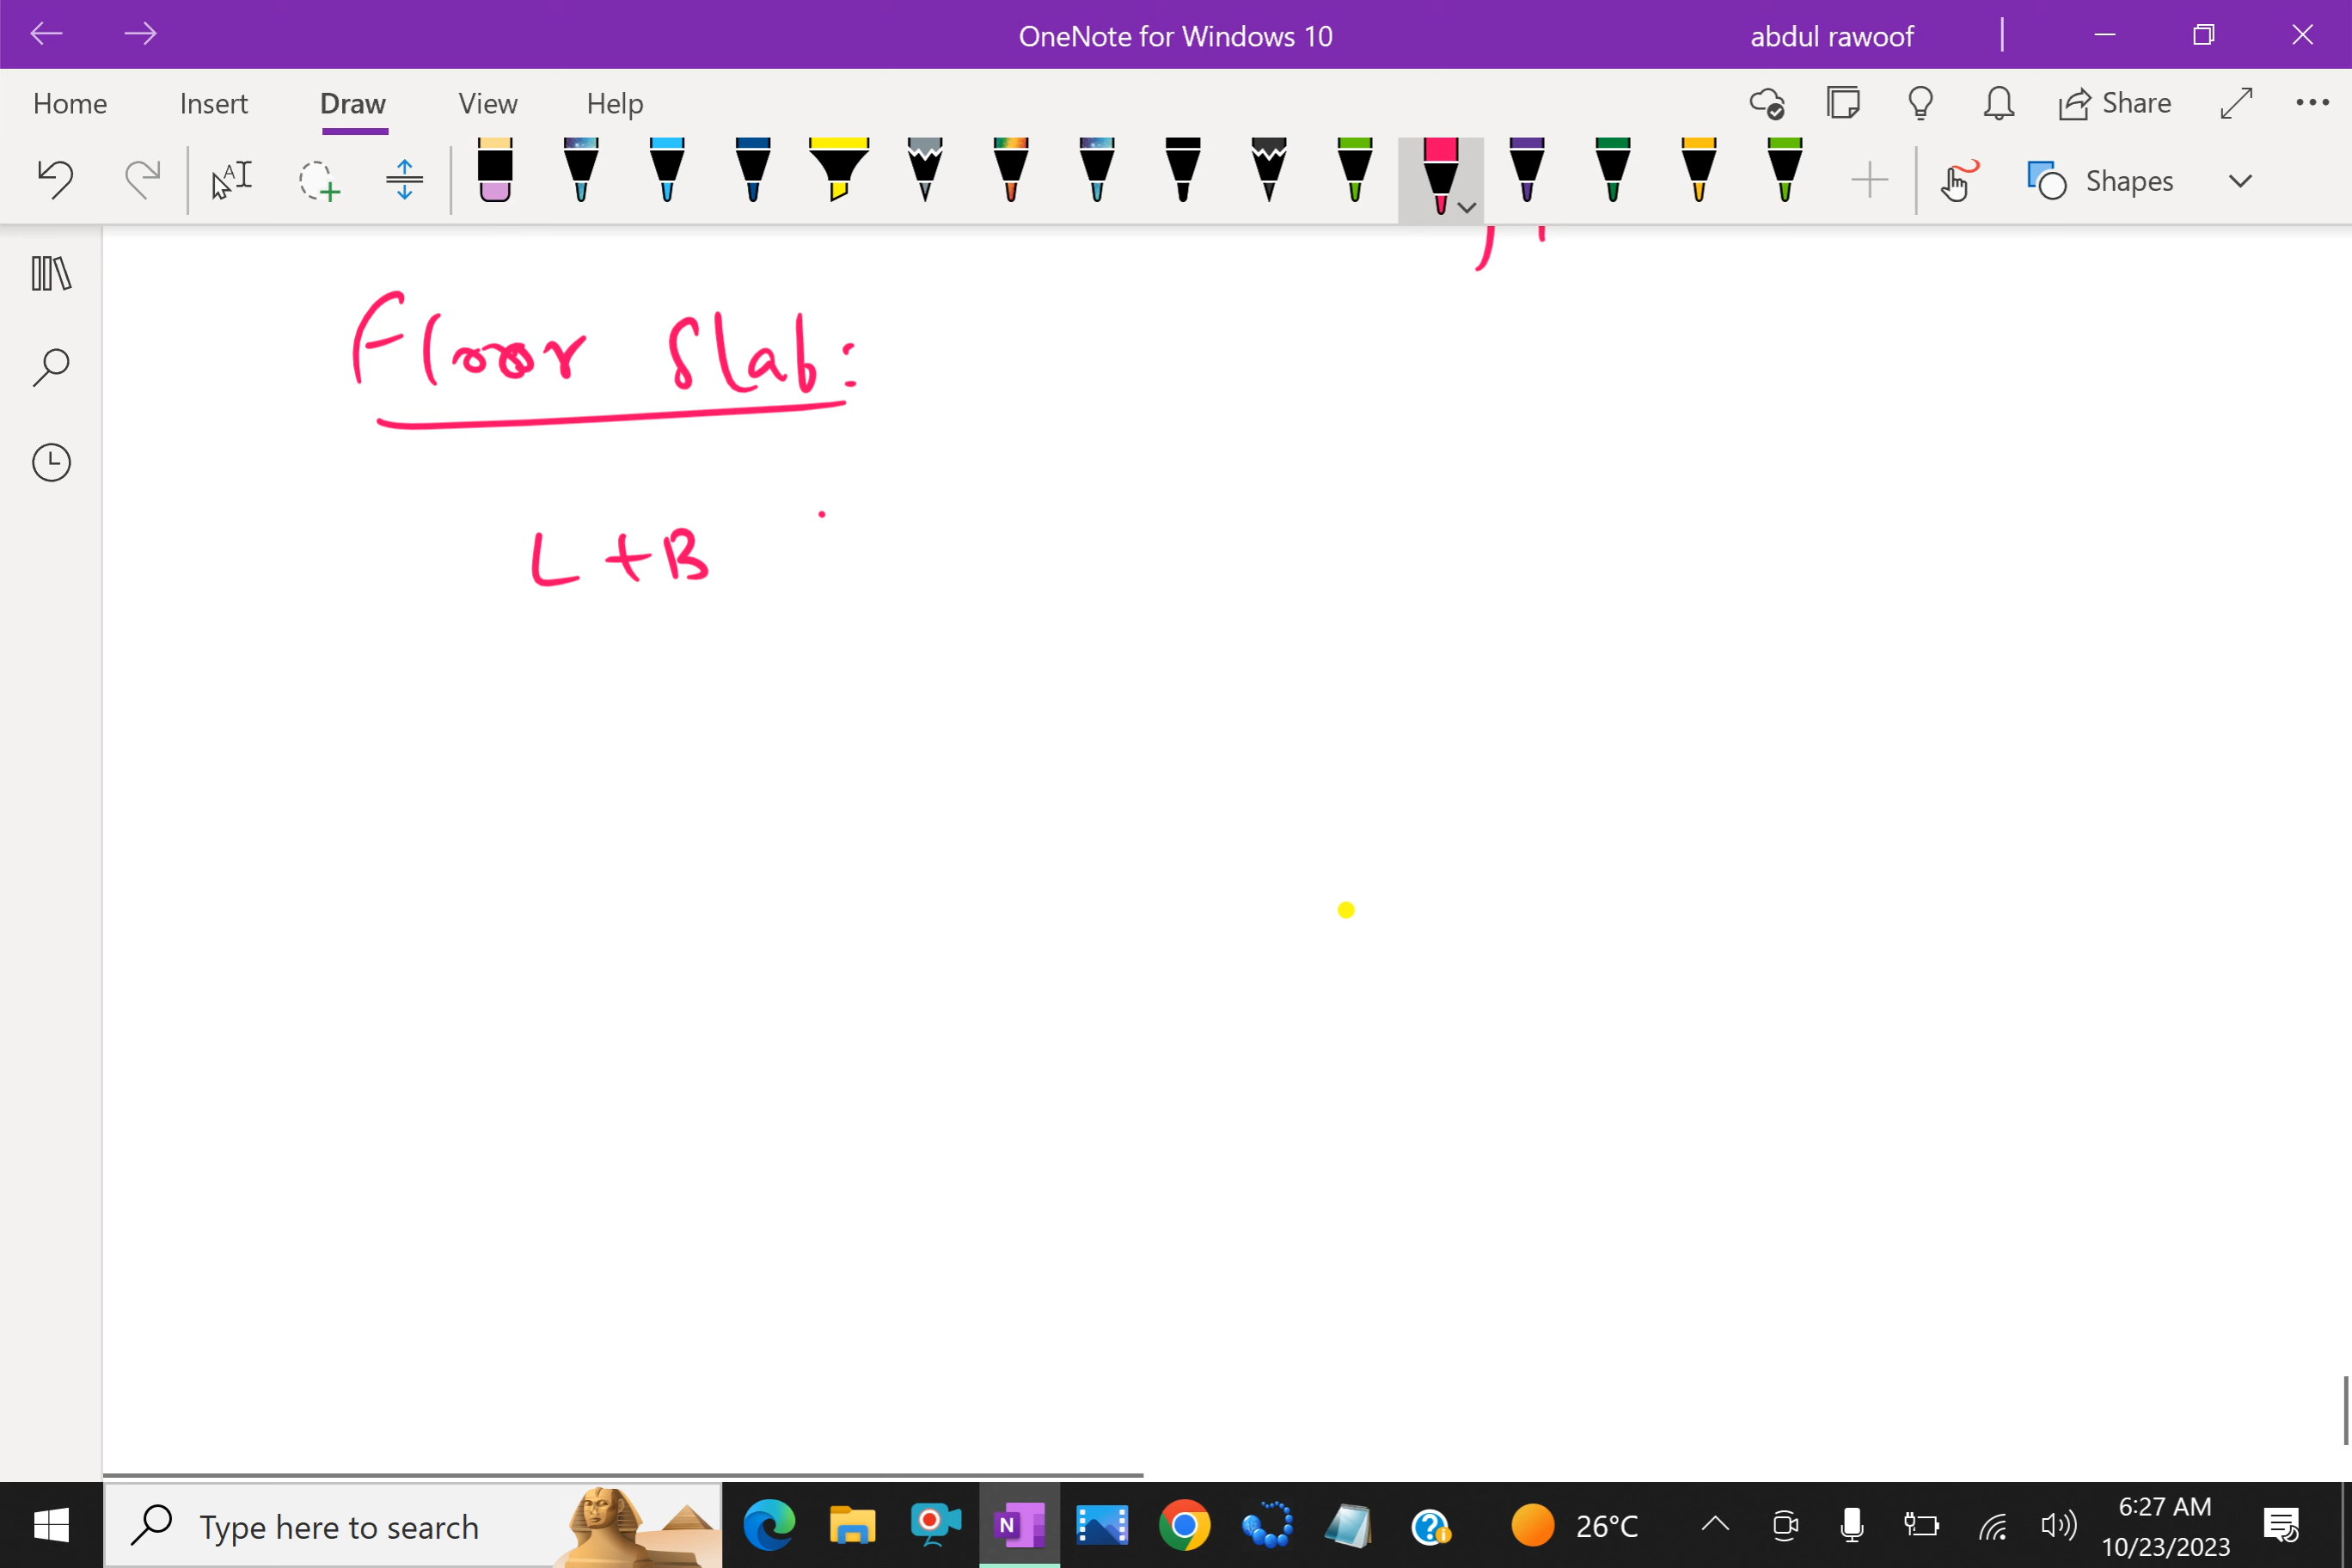 OneNote for Windows 10
abdul rawoof
Home Insert Draw View Help
Share
Shapes
Floor Slab:
L + B
Type here to search
26°C
6:27 AM
10/23/2023